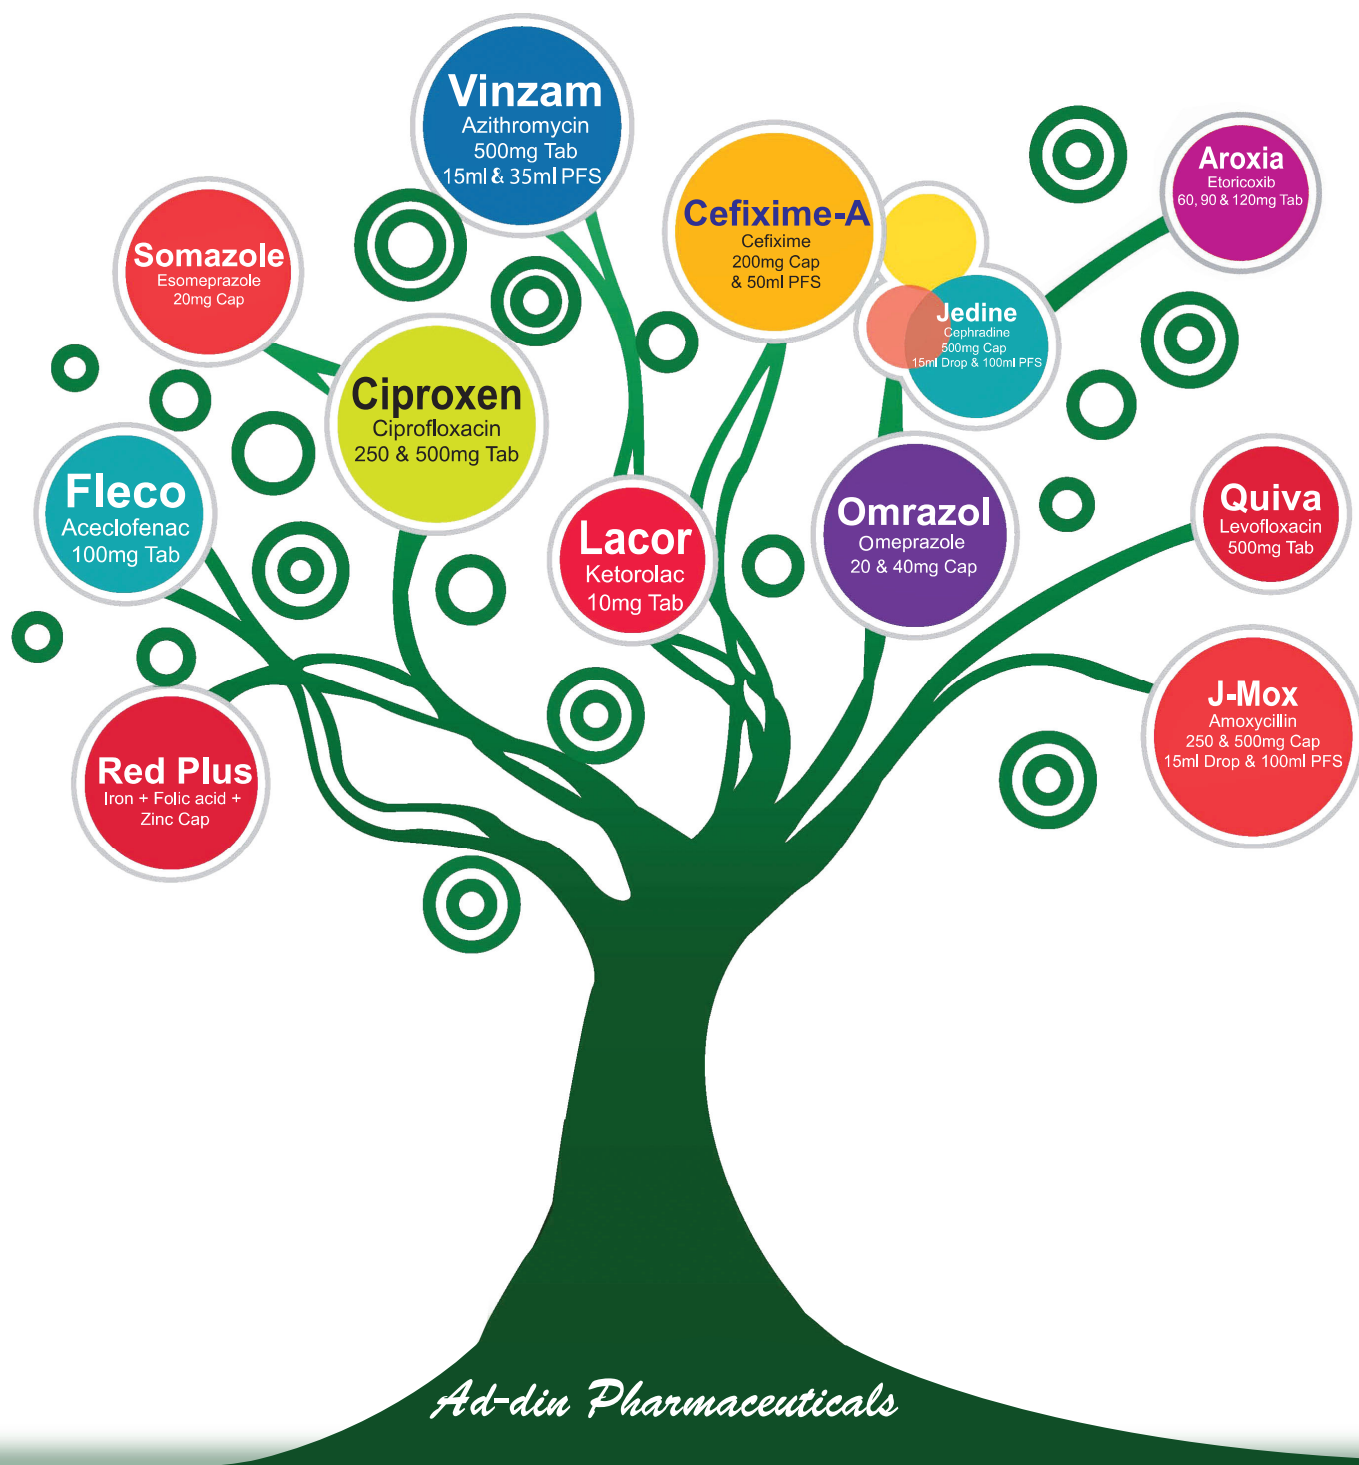 Vinzam
Azithromycin
500mg Tab
15ml & 35ml PFS
Cefixime-A
Cefixime
200mg Cap
& 50ml PFS
Aroxia
Etoricoxib
60, 90 & 120mg Tab
Somazole
Esomeprazole
20mg Cap
Jedine
Cephradine
500mg Cap
15ml Drop & 100ml PFS
Ciproxen
Ciprofloxacin
250 & 500mg Tab
Fleco
Aceclofenac
100mg Tab
Lacor
Ketorolac
10mg Tab
Omrazol
Omeprazole
20 & 40mg Cap
Quiva
Levofloxacin
500mg Tab
J-Mox
Amoxycillin
250 & 500mg Cap
15ml Drop & 100ml PFS
Red Plus
Iron + Folic acid +
Zinc Cap
Ad-din Pharmaceuticals